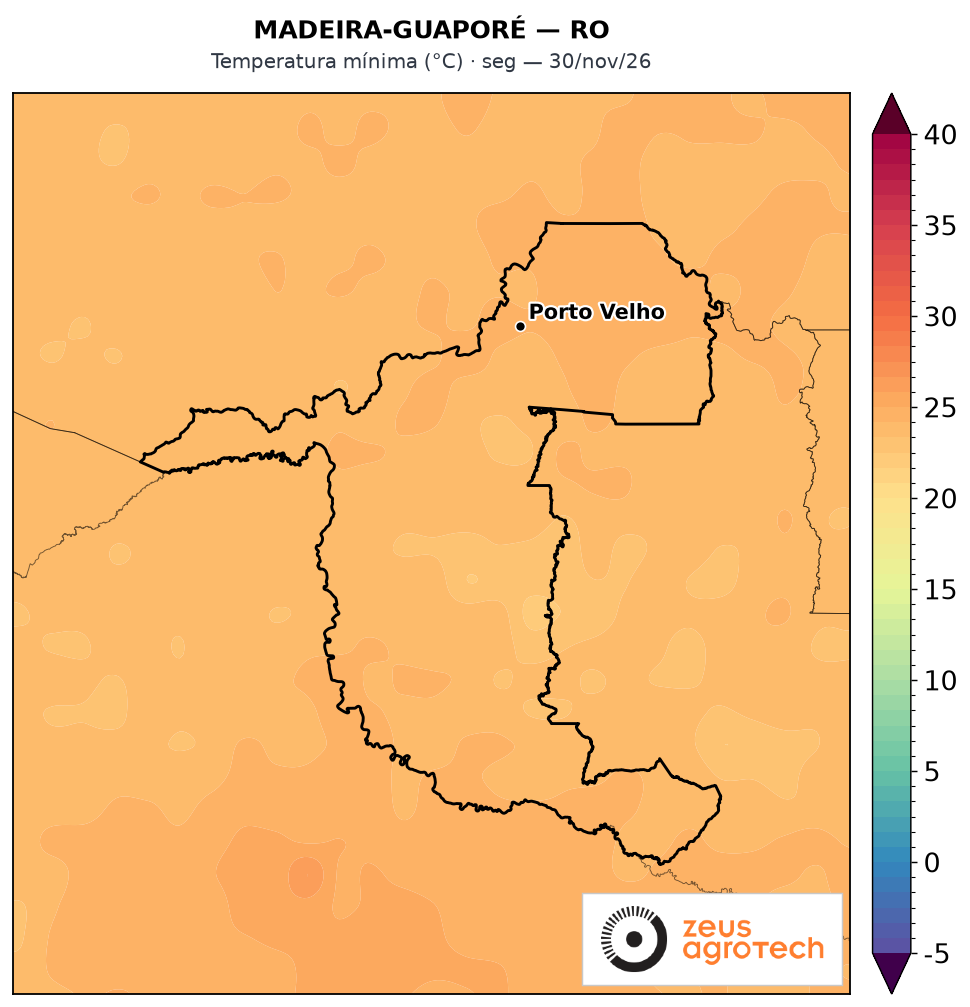 MADEIRA-GUAPORÉ — RO
Temperatura mínima (°C) · seg — 30/nov/26
Porto Velho
40
35
30
25
20
15
10
5
0
-5
zeus
agrotech